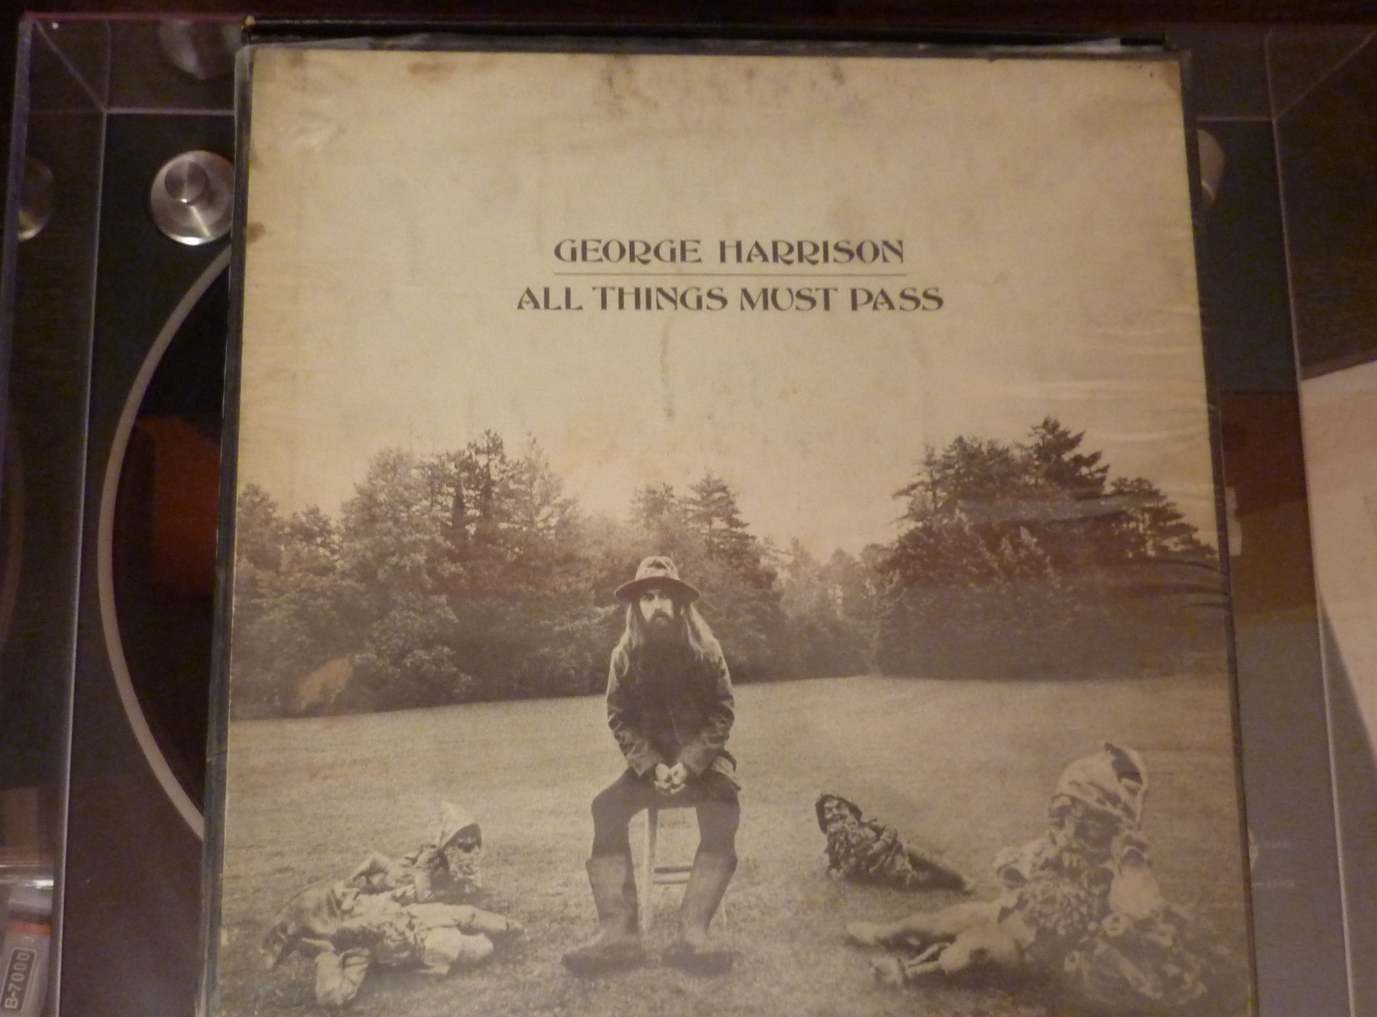 GEORGE HARRISON
ALL THINGS MUST PASS
B-7000